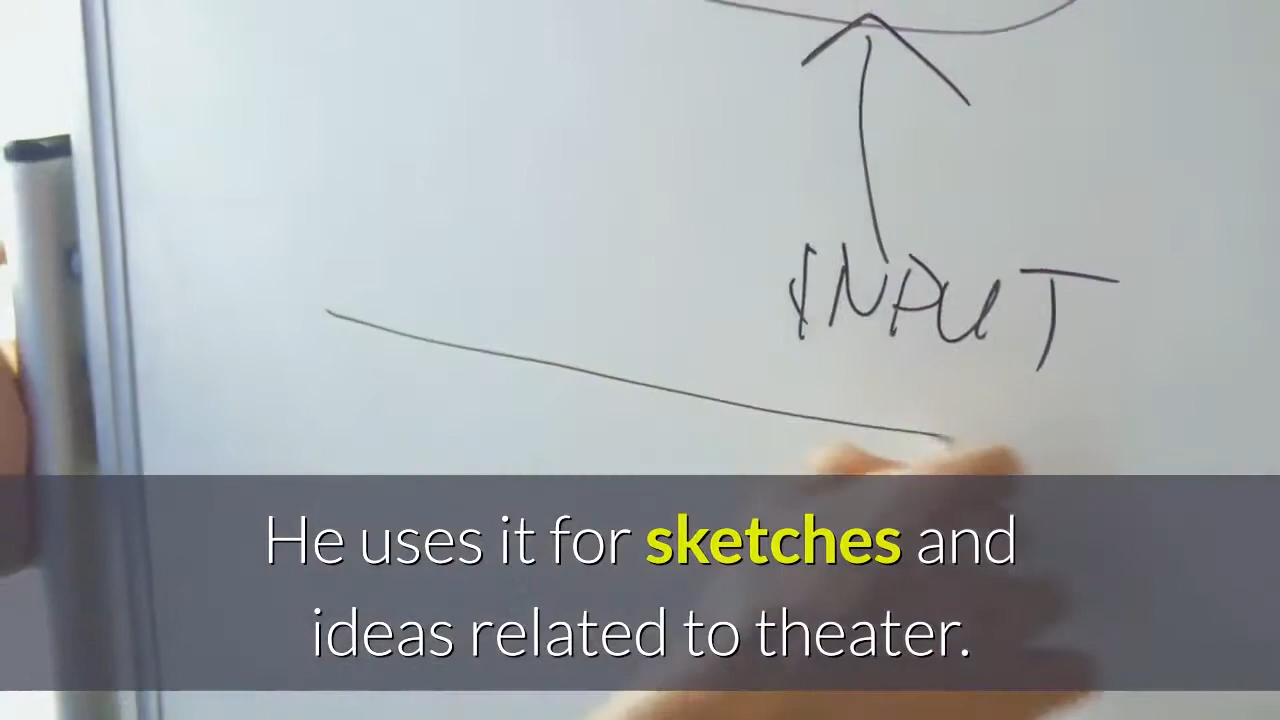 INPUT
He uses it for sketches and
ideas related to theater.